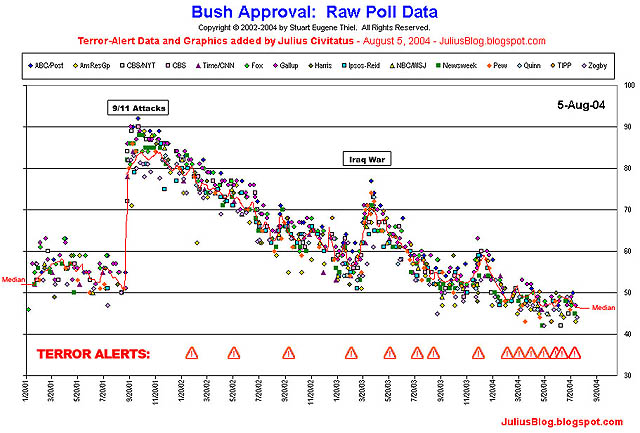 Bush Approval:  Raw Poll Data
Copyright © 2002-2004 by Stuart Eugene Thiel.  All Rights Reserved.
Terror-Alert Data and Graphics added by Julius Civitatus - August 5, 2004 - JuliusBlog.blogspot.com
ABC/Post AmResGp CBS/NYT CBS Time/CNN Fox Gallup Harris Ipsos-Reid NBC/WSJ Newsweek Pew Quinn TIPP Zogby
100
9/11 Attacks
5-Aug-04
90
Iraq War
80
70
60
Median
50
Median
40
TERROR ALERTS:
30
1/20/01 3/20/01 5/20/01 7/20/01 9/20/01 11/20/01 1/20/02 3/20/02 5/20/02 7/20/02 9/20/02 11/20/02 1/20/03 3/20/03 5/20/03 7/20/03 9/20/03 11/20/03 1/20/04 3/20/04 5/20/04 7/20/04 9/20/04
JuliusBlog.blogspot.com